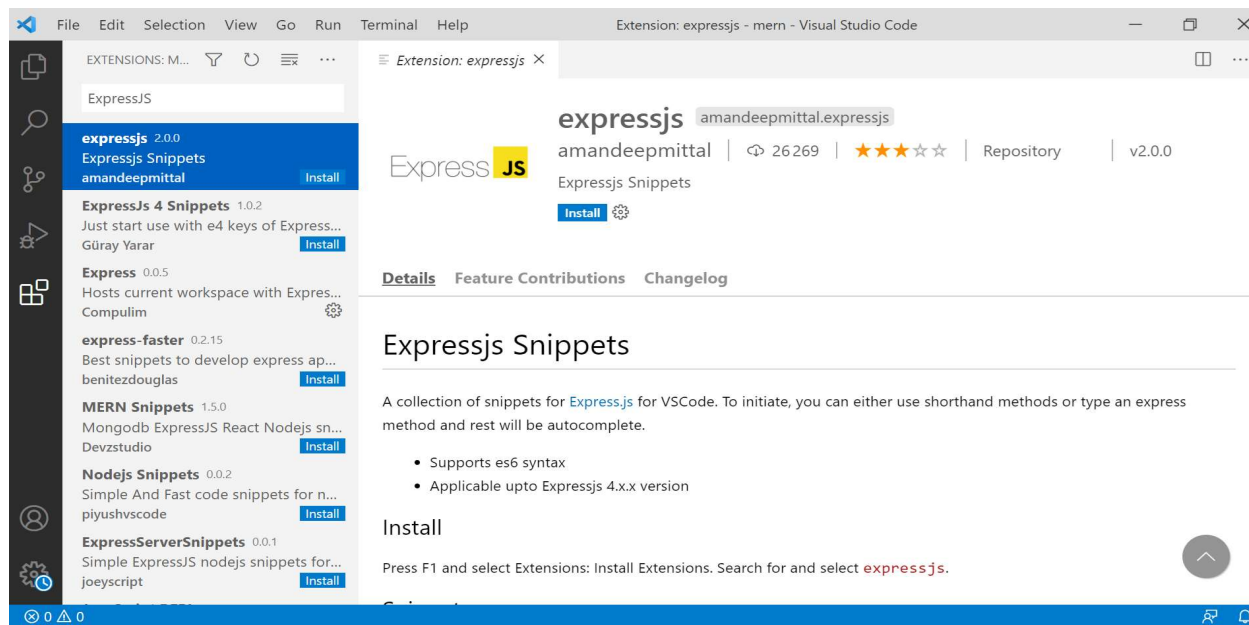 File Edit Selection View Go Run Terminal Help Extension: expressjs - mern - Visual Studio Code
EXTENSIONS: M...
ExpressJS
expressjs 2.0.0
Expressjs Snippets
amandeepmittal Install
ExpressJs 4 Snippets 1.0.2
Just start use with e4 keys of Express...
Güray Yarar Install
Express 0.0.5
Hosts current workspace with Expres...
Compulim
express-faster 0.2.15
Best snippets to develop express ap...
benitezdouglas Install
MERN Snippets 1.5.0
Mongodb ExpressJS React Nodejs sn...
Devzstudio Install
Nodejs Snippets 0.0.2
Simple And Fast code snippets for n...
piyushvscode Install
ExpressServerSnippets 0.0.1
Simple ExpressJS nodejs snippets for...
joeyscript Install
Extension: expressjs
Express JS
expressjs amandeepmittal.expressjs
amandeepmittal 26 269 Repository v2.0.0
Expressjs Snippets
Install
Details Feature Contributions Changelog
Expressjs Snippets
A collection of snippets for Express.js for VSCode. To initiate, you can either use shorthand methods or type an express
method and rest will be autocomplete.
Supports es6 syntax
Applicable upto Expressjs 4.x.x version
Install
Press F1 and select Extensions: Install Extensions. Search for and select expressjs.
0 0